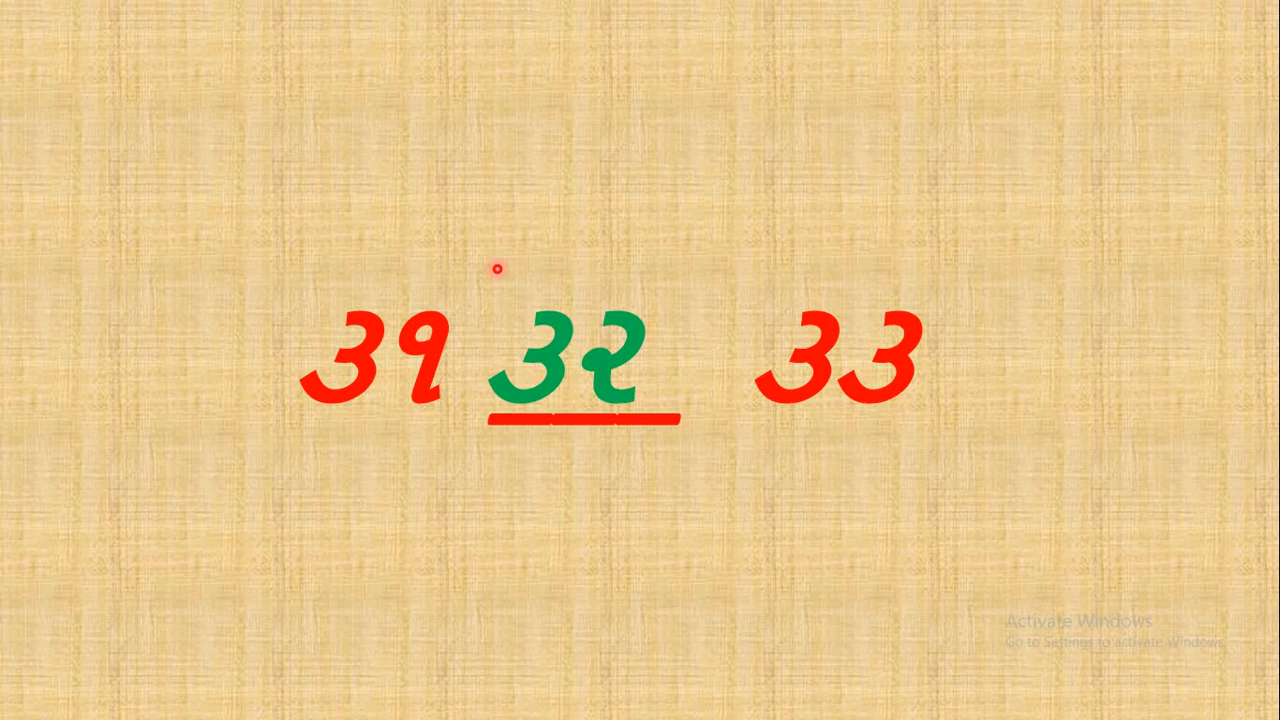 ૩૧ ૩૨ ૩૩
Activate Windows
Go to Settings to activate Windows.